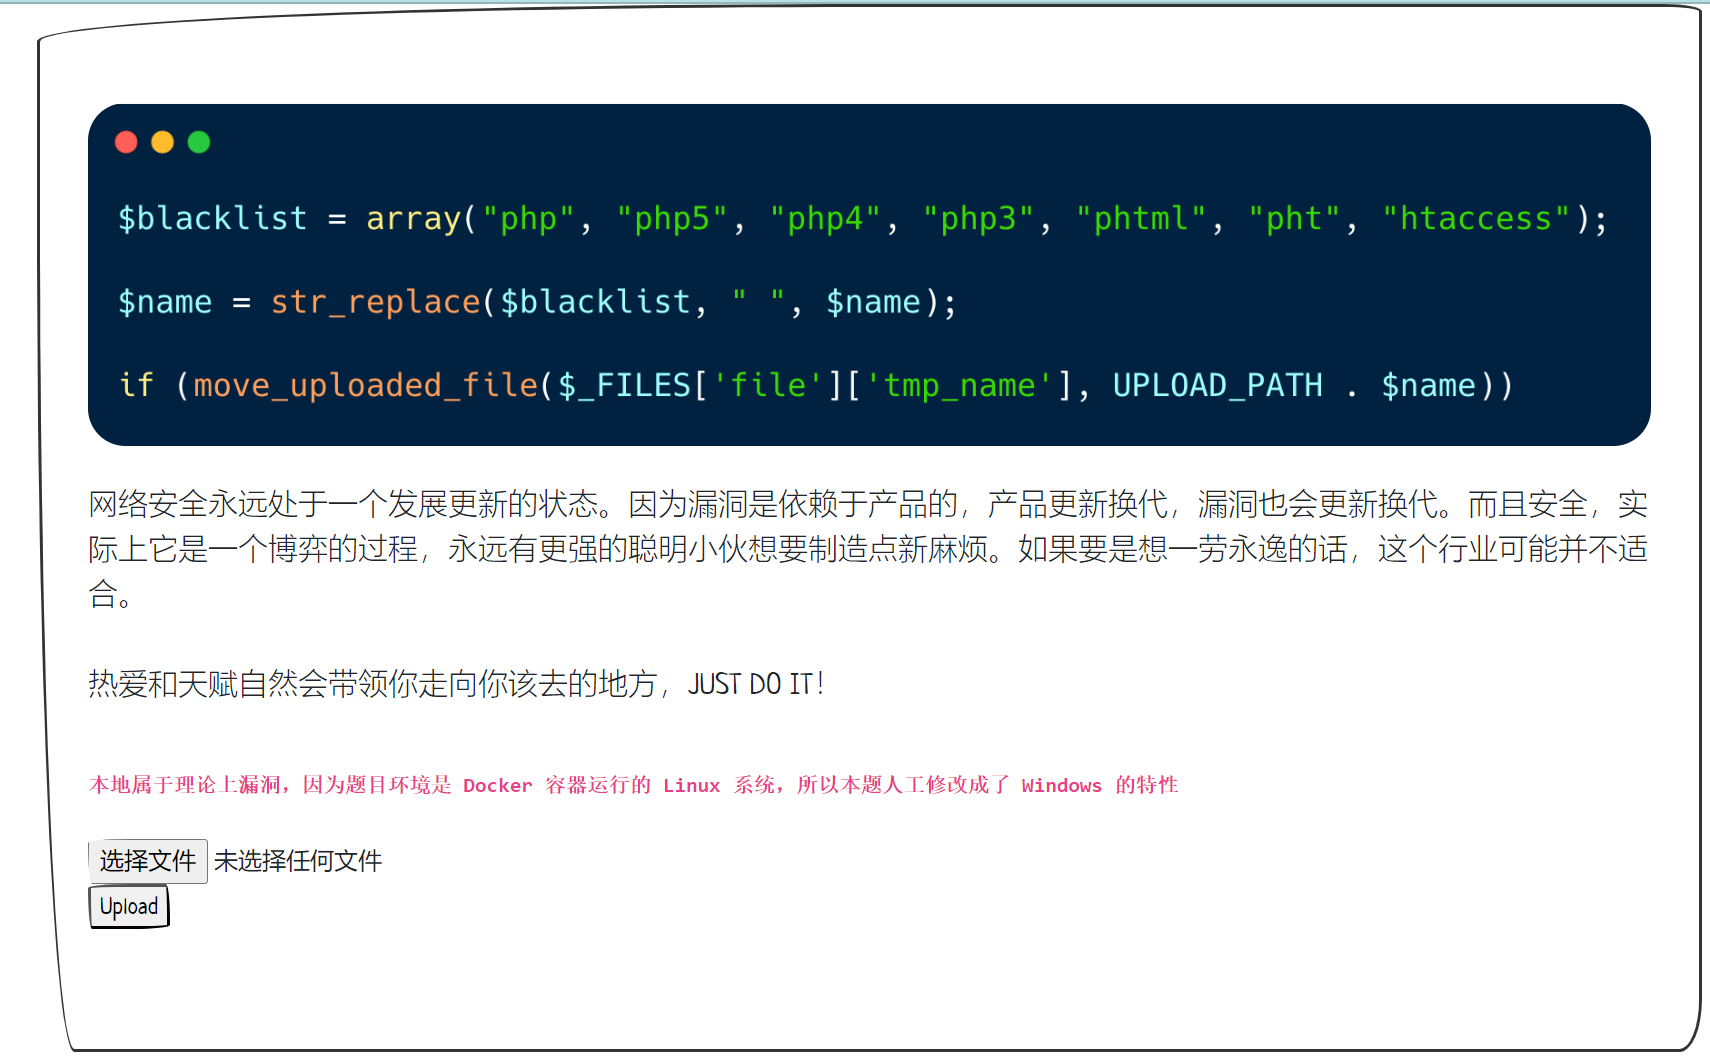 $blacklist = array("php", "php5", "php4", "php3", "phtml", "pht", "htaccess");
$name = str_replace($blacklist, " ", $name);
if (move_uploaded_file($_FILES['file']['tmp_name'], UPLOAD_PATH . $name))
网络安全永远处于一个发展更新的状态。因为漏洞是依赖于产品的，产品更新换代，漏洞也会更新换代。而且安全，实
际上它是一个博弈的过程，永远有更强的聪明小伙想要制造点新麻烦。如果要是想一劳永逸的话，这个行业可能并不适
合。
热爱和天赋自然会带领你走向你该去的地方，JUST DO IT！
本地属于理论上漏洞，因为题目环境是 Docker 容器运行的 Linux 系统，所以本题人工修改成了 Windows 的特性
选择文件 未选择任何文件
Upload